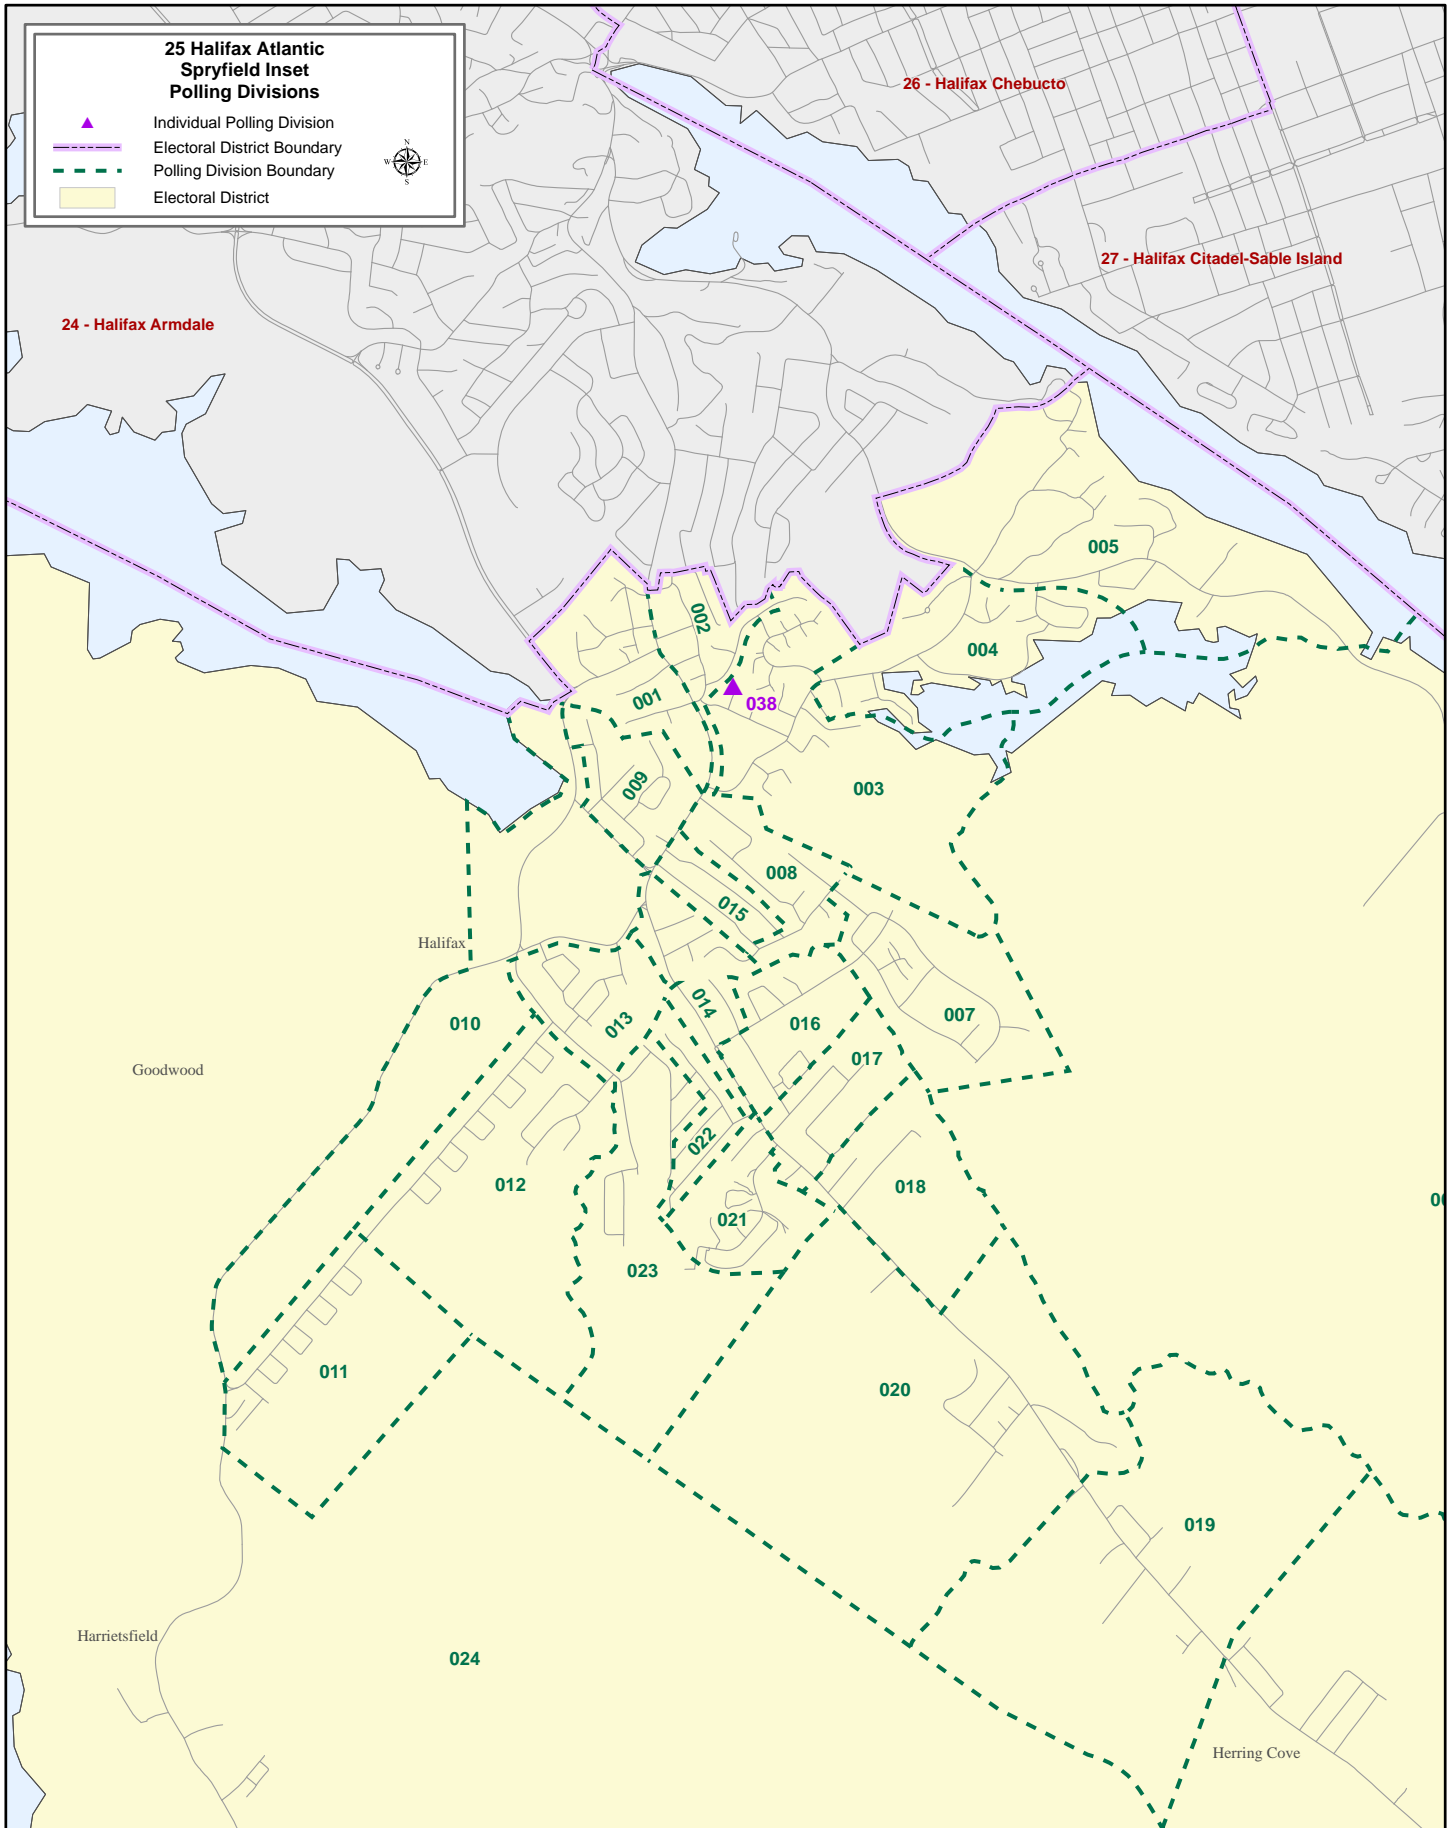 25 Halifax Atlantic
Spryfield Inset
Polling Divisions
Individual Polling Division
Electoral District Boundary
Polling Division Boundary
Electoral District
N
W E
S
26 - Halifax Chebucto
27 - Halifax Citadel-Sable Island
24 - Halifax Armdale
005
002
004
001
038
009
003
008
015
Halifax
014
007
010
013
016
017
Goodwood
022
012
018
00
021
023
011
020
019
Harrietsfield
024
Herring Cove